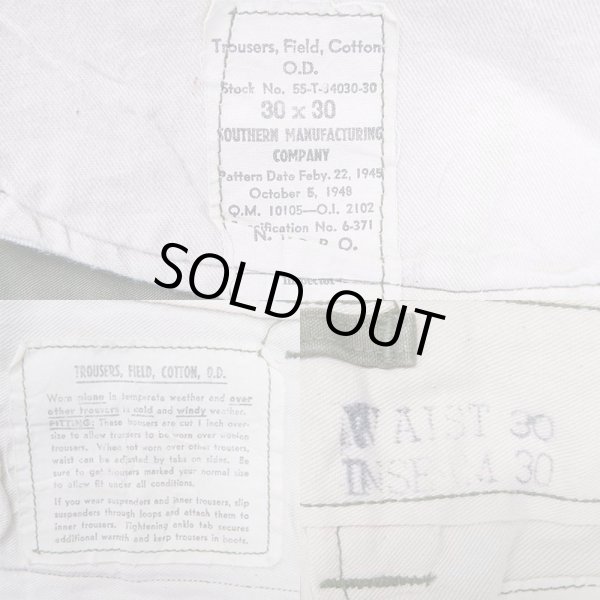 Trousers, Field, Cotton
O.D.
Stock No. 55-T-34030-30
30 x 30
SOUTHERN MANUFACTURING
COMPANY
Pattern Date Feby. 22, 1945
October 5, 1948
Q.M. 10105—O.I. 2102
No. 6-371
Inspector
SOLD OUT
TROUSERS, FIELD, COTTON, O.D.
Worn alone in temperate weather and over
other trousers in cold and windy weather.
FITTING: These trousers are cut 1 inch over-
size to allow trousers to be worn over woolen
trousers. When not worn over other trousers,
waist can be adjusted by tabs on sides. Be
sure to get trousers marked your normal size
to allow fit under all conditions.
If you wear suspenders and inner trousers, slip
suspenders through loops and attach them to
inner trousers. Tightening ankle tab secures
additional warmth and keep trousers in boots.
WAIST 30
30